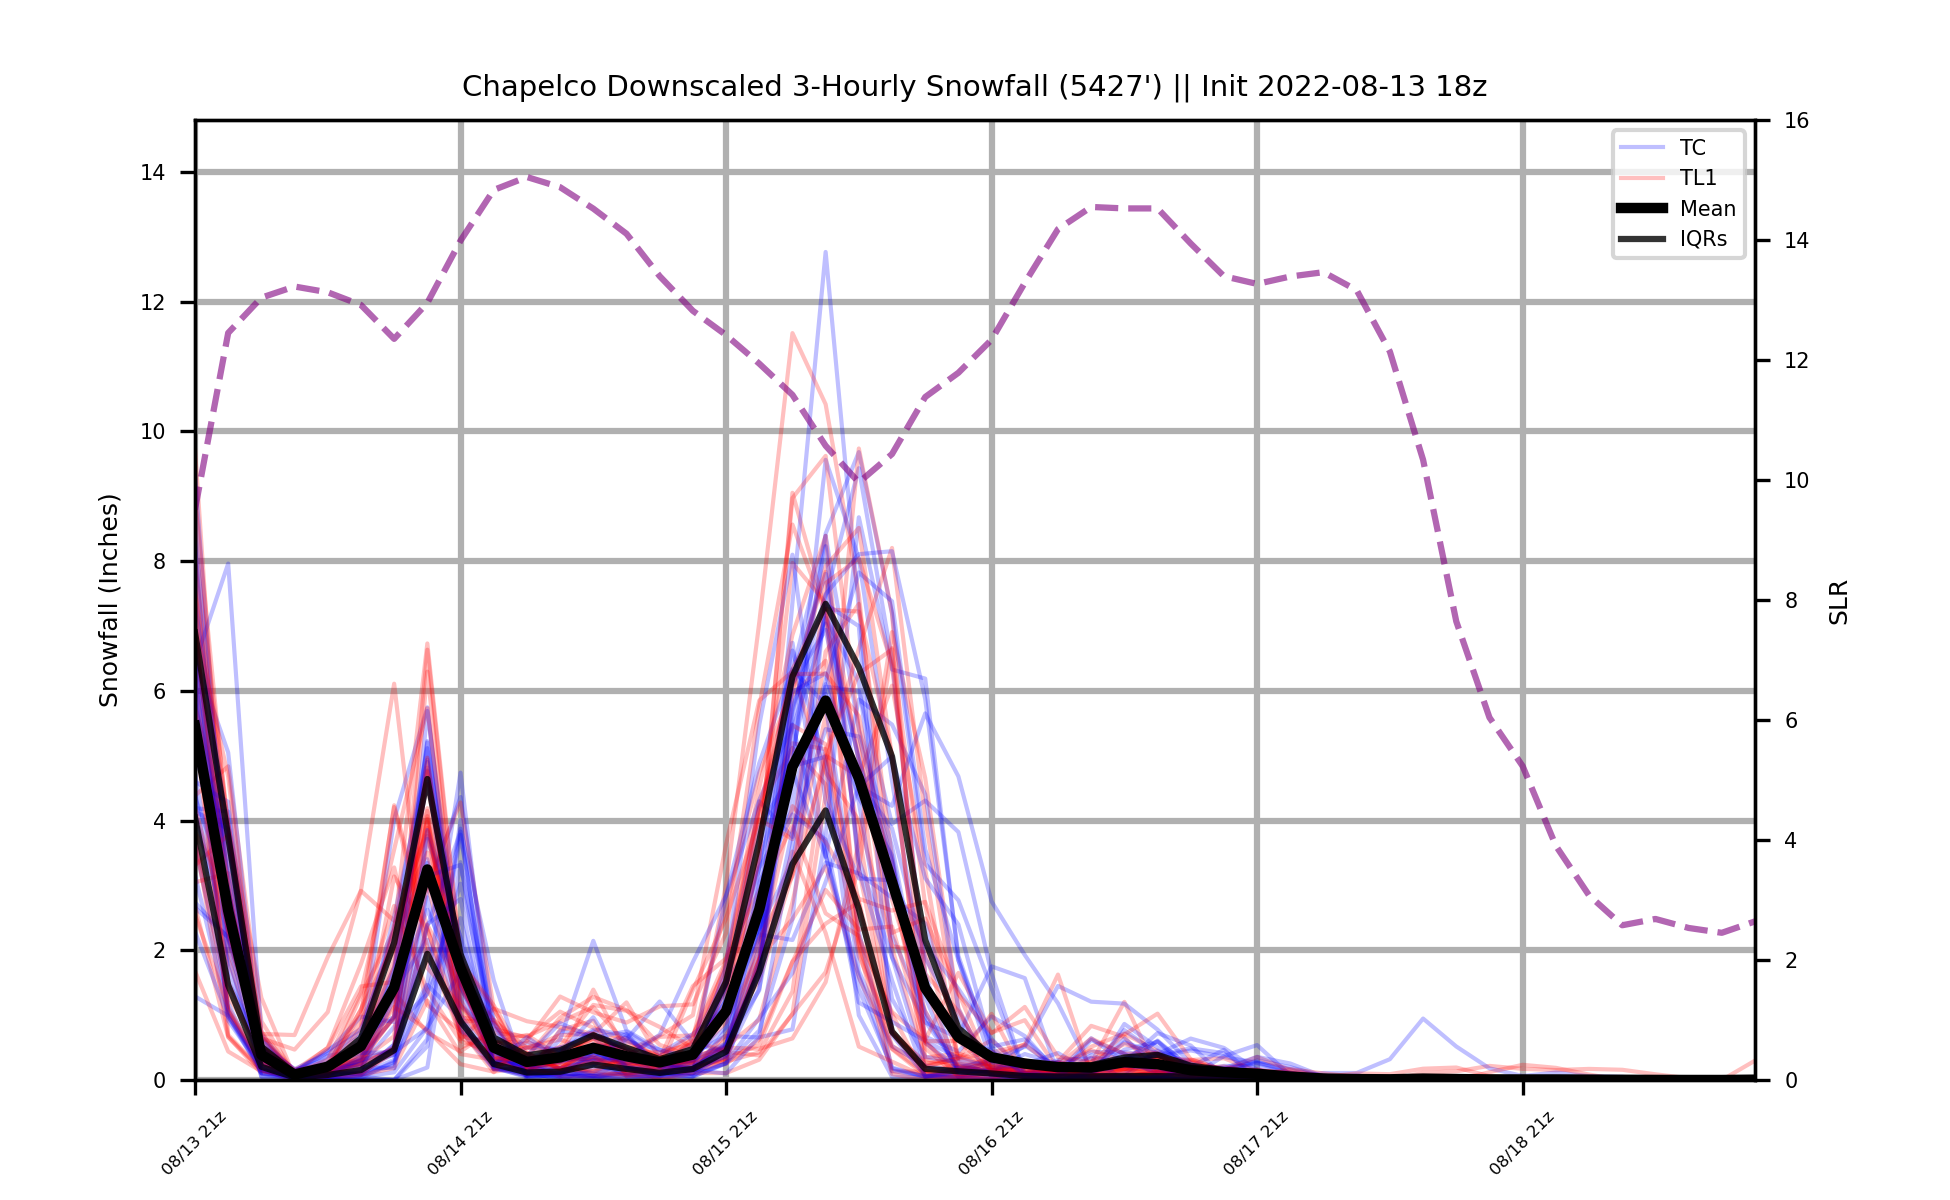 Chapelco Downscaled 3-Hourly Snowfall (5427') || Init 2022-08-13 18z
TC
TL1
Mean
IQRs
Snowfall (Inches)
14
12
10
8
6
4
2
0
SLR
16
14
12
10
8
6
4
2
0
08/13 21z
08/14 21z
08/15 21z
08/16 21z
08/17 21z
08/18 21z